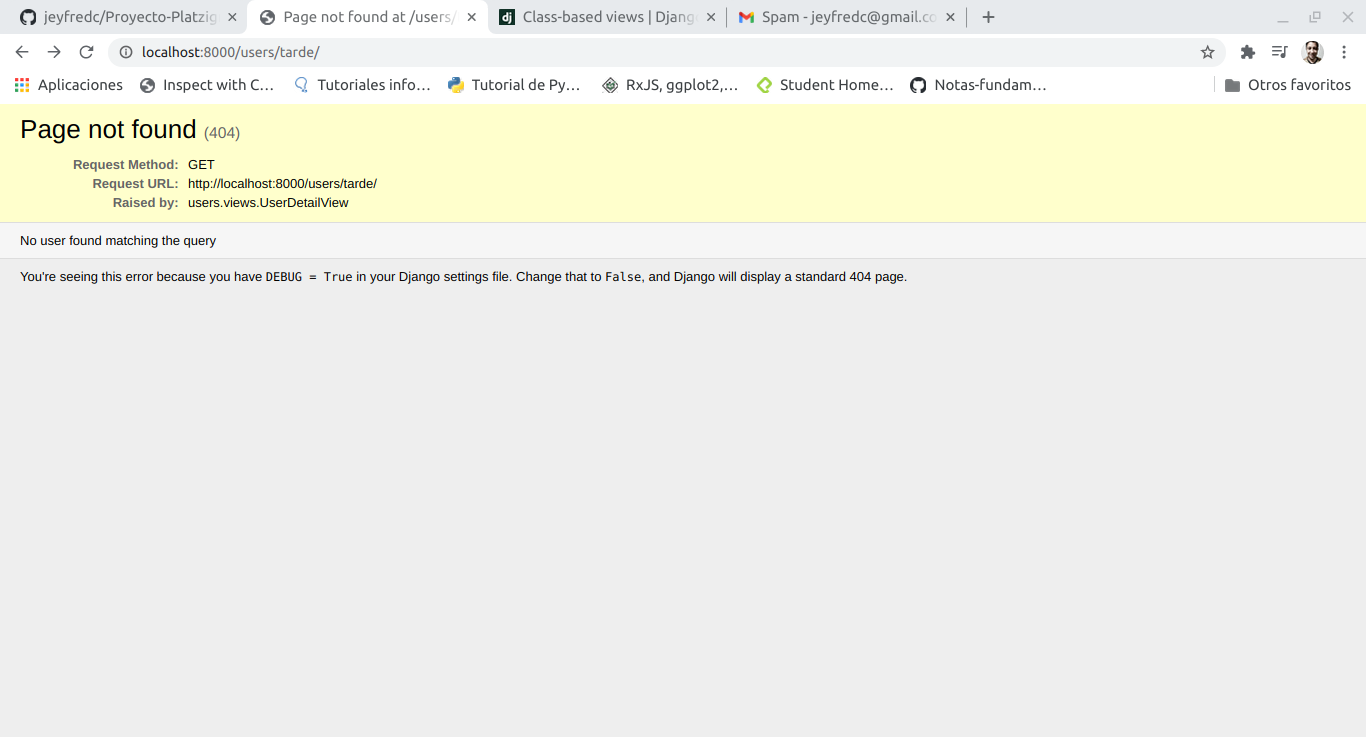 jeyfredc/Proyecto-Platzig
Page not found at /users/
Class-based views | Djang
Spam - jeyfredc@gmail.co
localhost:8000/users/tarde/
Aplicaciones
Inspect with C...
Tutoriales info...
Tutorial de Py...
RxJS, ggplot2,...
Student Home...
Notas-fundam...
Otros favoritos
Page not found (404)
Request Method: GET
Request URL: http://localhost:8000/users/tarde/
Raised by: users.views.UserDetailView
No user found matching the query
You're seeing this error because you have DEBUG = True in your Django settings file. Change that to False, and Django will display a standard 404 page.